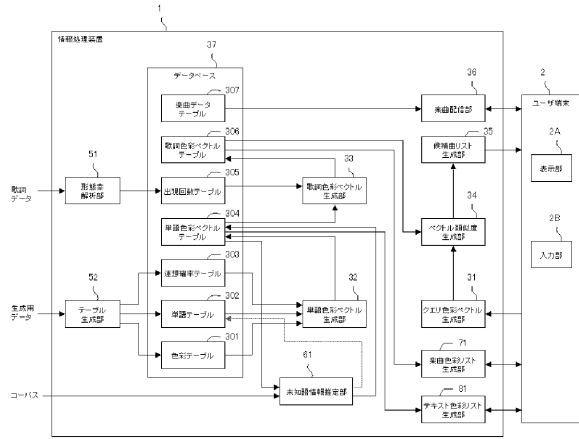 1
情報処理装置
37
データベース
307
楽曲データ
テーブル
36
楽曲配信部
2
ユーザ端末
306
歌詞色彩ベクトル
テーブル
35
候補曲リスト
生成部
2A
表示部
51
形態素
解析部
歌詞
データ
305
出現回数テーブル
33
歌詞色彩ベクトル
生成部
304
単語色彩ベクトル
テーブル
34
ベクトル類似度
生成部
2B
入力部
303
連想確率テーブル
52
テーブル
生成部
生成用
データ
302
単語テーブル
32
単語色彩ベクトル
生成部
31
クエリ色彩ベクトル
生成部
301
色彩テーブル
61
未知語情報推定部
71
楽曲色彩リスト
生成部
コーパス
81
テキスト色彩リスト
生成部